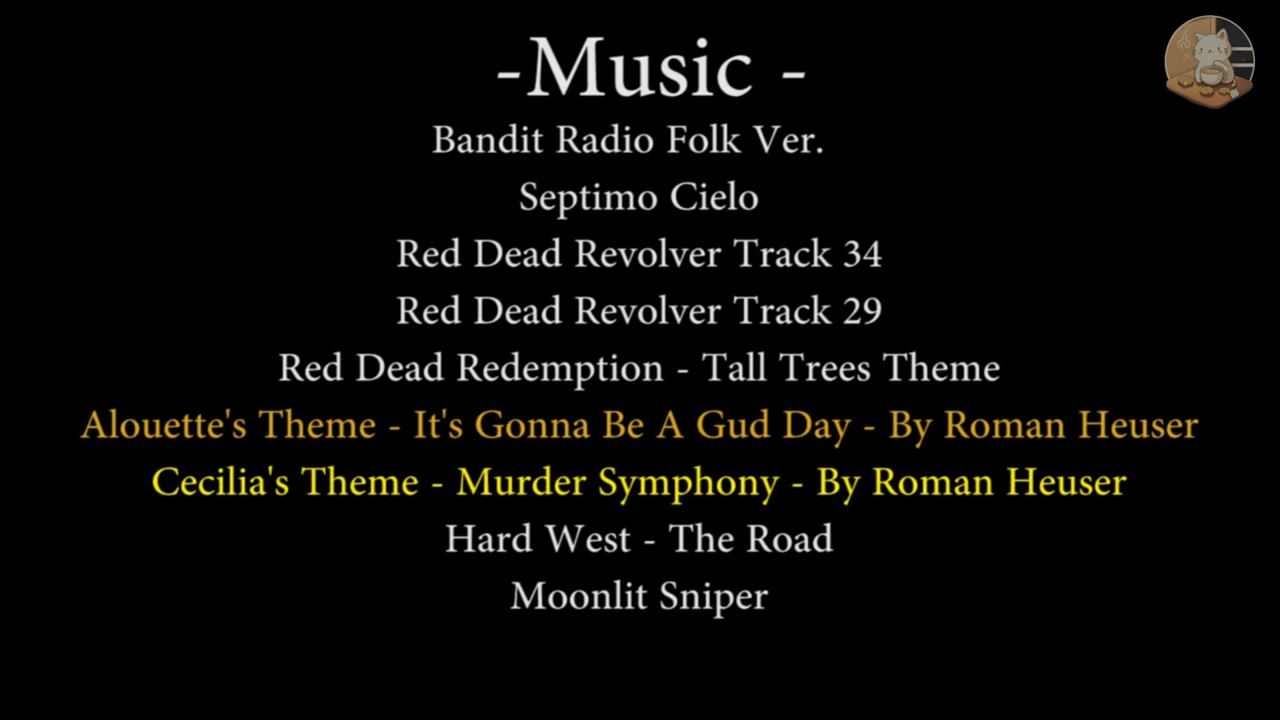 -Music -
Bandit Radio Folk Ver.
Septimo Cielo
Red Dead Revolver Track 34
Red Dead Revolver Track 29
Red Dead Redemption - Tall Trees Theme
Alouette's Theme - It's Gonna Be A Gud Day - By Roman Heuser
Cecilia's Theme - Murder Symphony - By Roman Heuser
Hard West - The Road
Moonlit Sniper